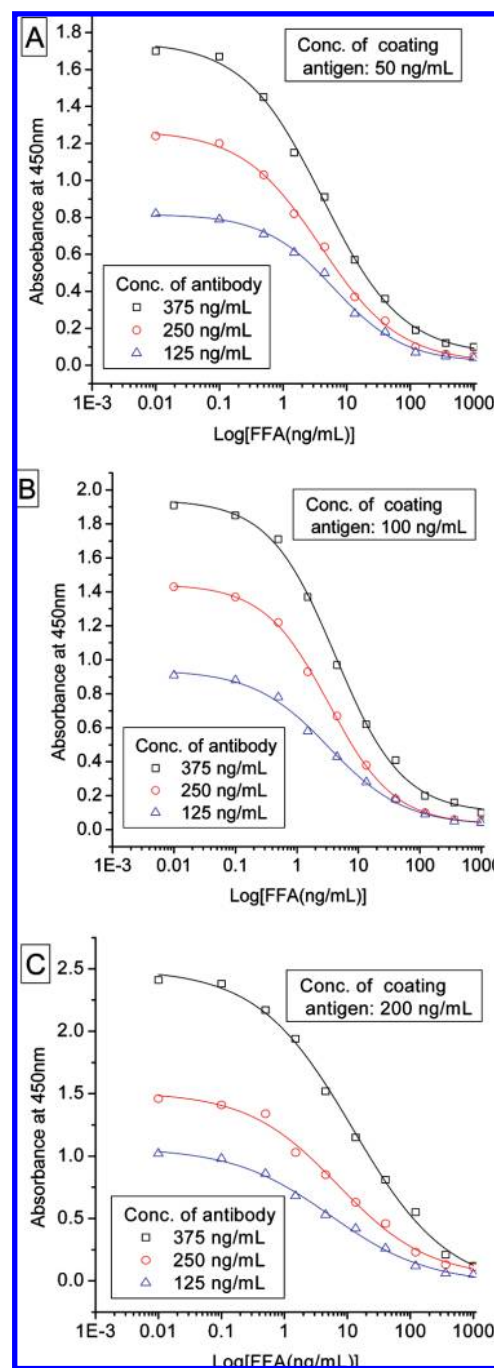 A
Conc. of coating
antigen: 50 ng/mL
1.8
1.6
1.4
1.2
1.0
0.8
0.6
0.4
0.2
0.0
Absoebance at 450nm
Conc. of antibody
375 ng/mL
250 ng/mL
125 ng/mL
1E-3 0.01 0.1 1 10 100 1000
Log[FFA(ng/mL)]
B
Conc. of coating
antigen: 100 ng/mL
2.0
1.8
1.6
1.4
1.2
1.0
0.8
0.6
0.4
0.2
0.0
Absorbance at 450nm
Conc. of antibody
375 ng/mL
250 ng/mL
125 ng/mL
1E-3 0.01 0.1 1 10 100 1000
Log[FFA(ng/mL)]
C
Conc. of coating
antigen: 200 ng/mL
2.5
2.0
1.5
1.0
0.5
0.0
Absorbance at 450nm
Conc. of antibody
375 ng/mL
250 ng/mL
125 ng/mL
1E-3 0.01 0.1 1 10 100 1000
Log[FFA(ng/mL)]